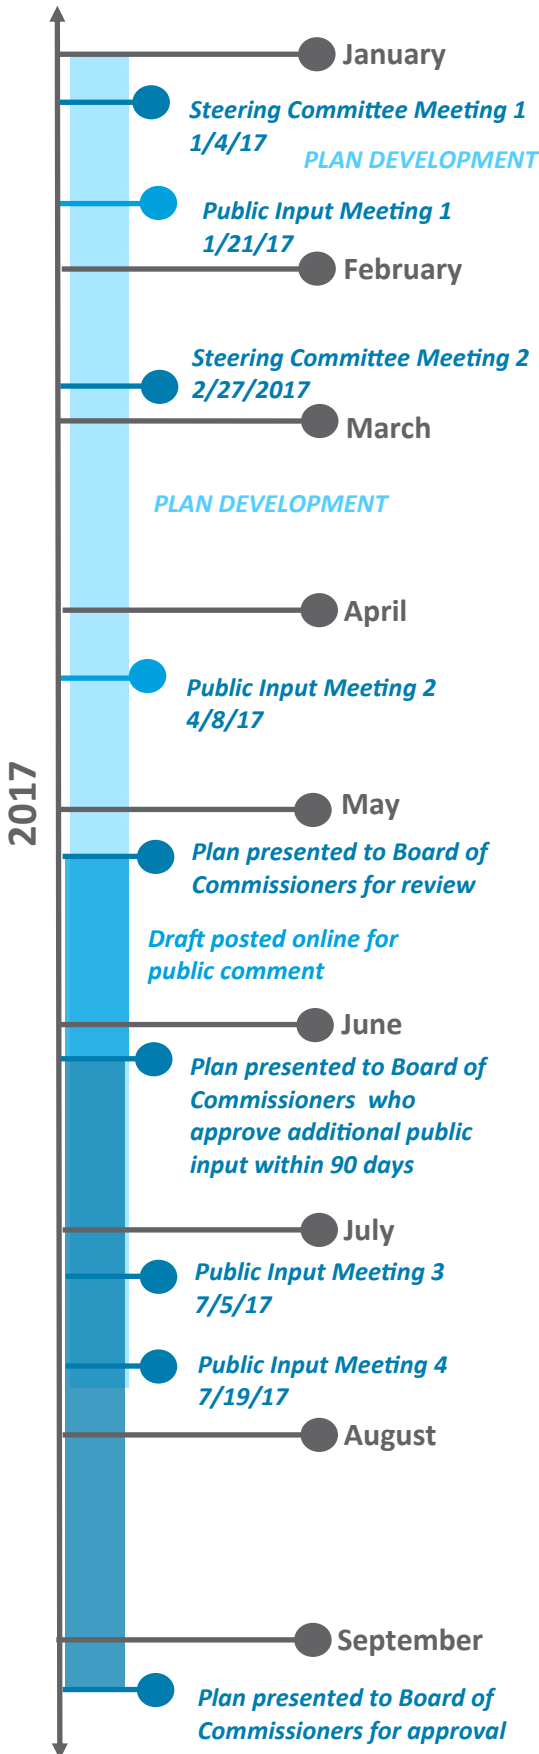 January
Steering Committee Meeting 1
1/4/17
PLAN DEVELOPMENT
Public Input Meeting 1
1/21/17
February
Steering Committee Meeting 2
2/27/2017
March
PLAN DEVELOPMENT
April
Public Input Meeting 2
4/8/17
2017
May
Plan presented to Board of
Commissioners for review
Draft posted online for
public comment
June
Plan presented to Board of
Commissioners who
approve additional public
input within 90 days
July
Public Input Meeting 3
7/5/17
Public Input Meeting 4
7/19/17
August
September
Plan presented to Board of
Commissioners for approval